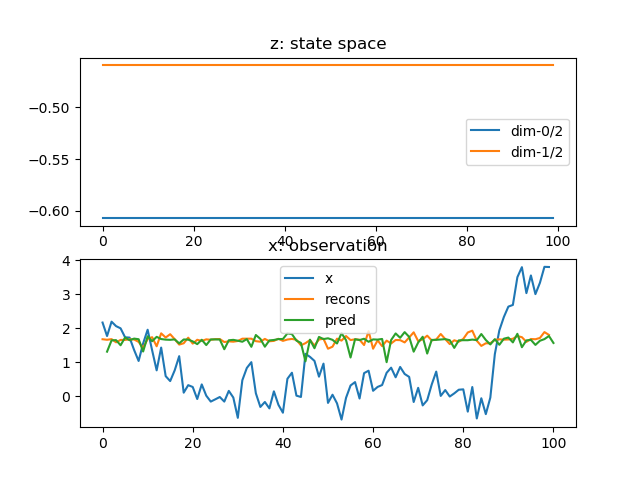 z: state space
−0.50
−0.55
−0.60
dim-0/2
dim-1/2
0 20 40 60 80 100
x: observation
4
3
2
1
0
x
recons
pred
0 20 40 60 80 100